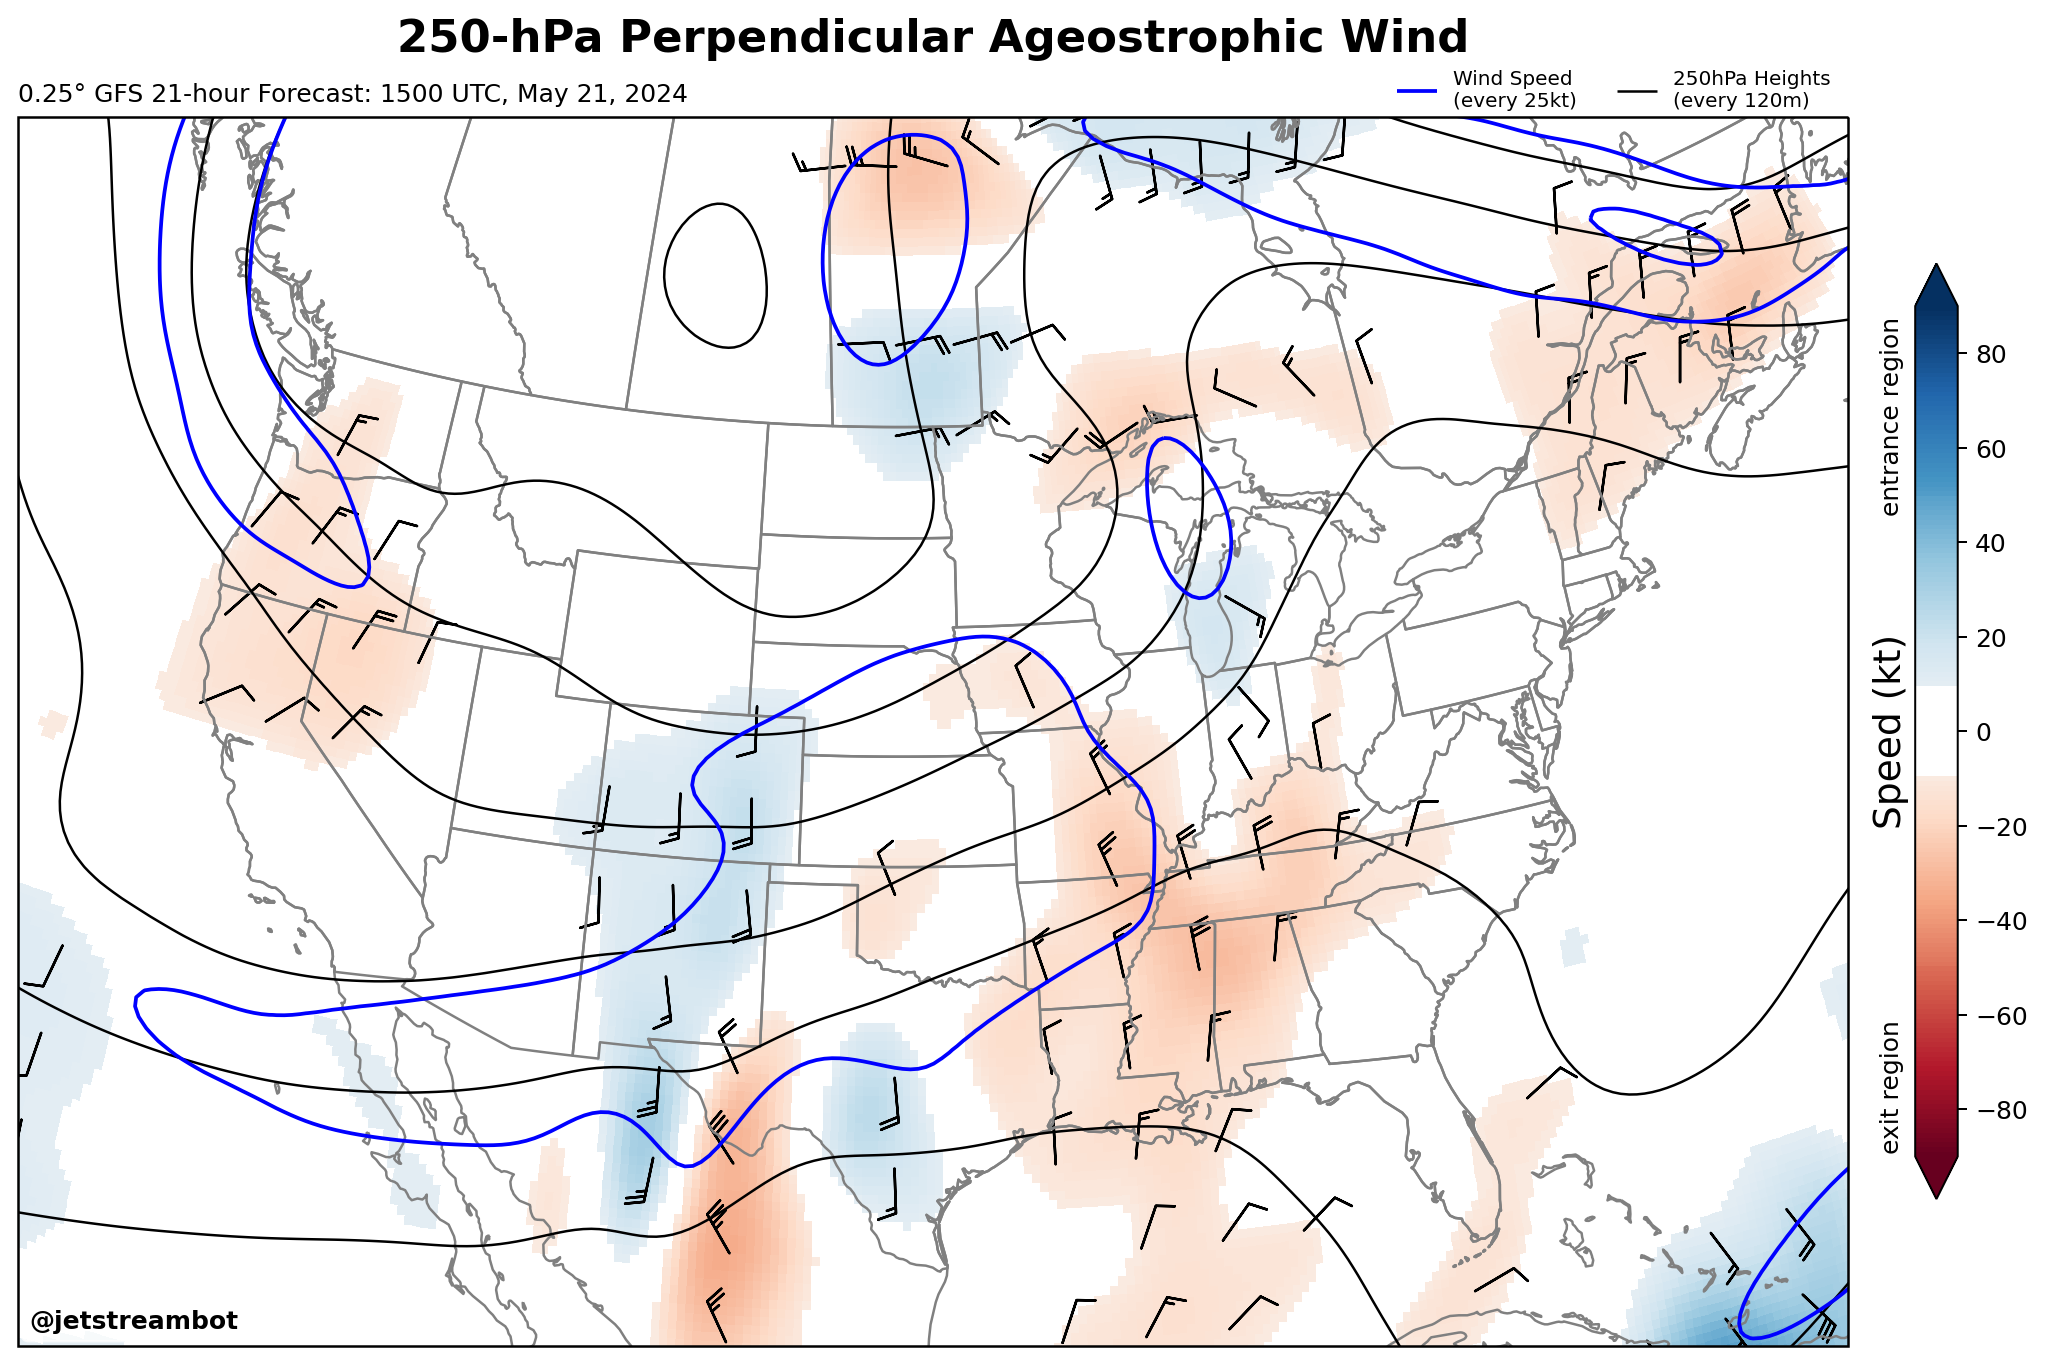 250-hPa Perpendicular Ageostrophic Wind
0.25° GFS 21-hour Forecast: 1500 UTC, May 21, 2024
Wind Speed
(every 25kt)
250hPa Heights
(every 120m)
entrance region
exit region
Speed (kt)
80
60
40
20
0
−20
−40
−60
−80
@jetstreambot